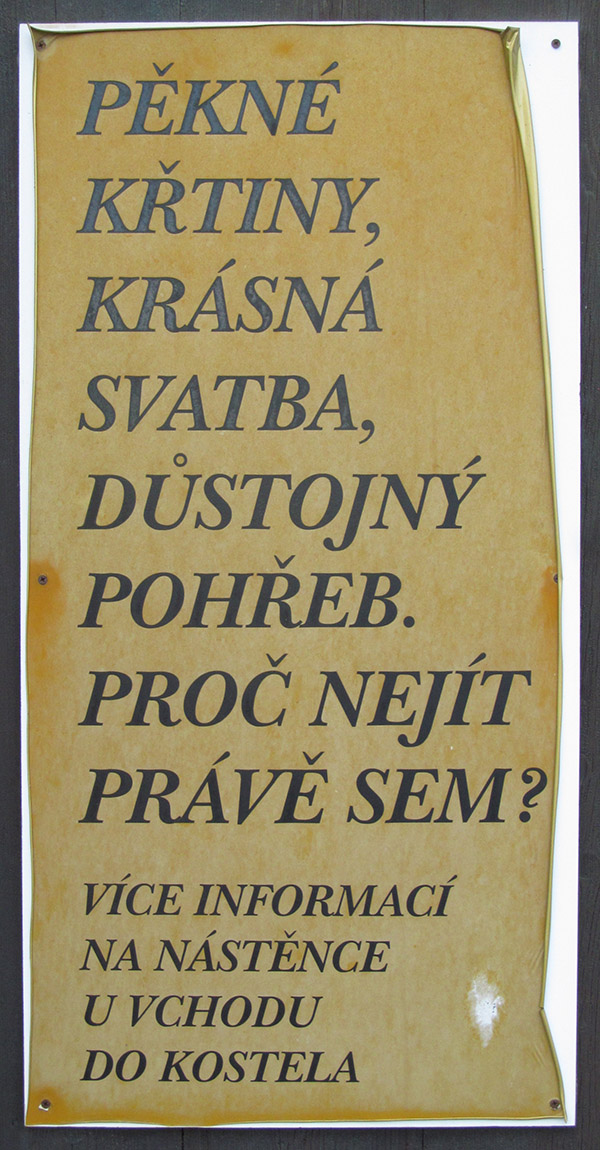 PĚKNÉ
KŘTINY,
KRÁSNÁ
SVATBA,
DŮSTOJNÝ
POHŘEB.
PROČ NEJÍT
PRÁVĚ SEM?
VÍCE INFORMACÍ
NA NÁSTĚNCE
U VCHODU
DO KOSTELA